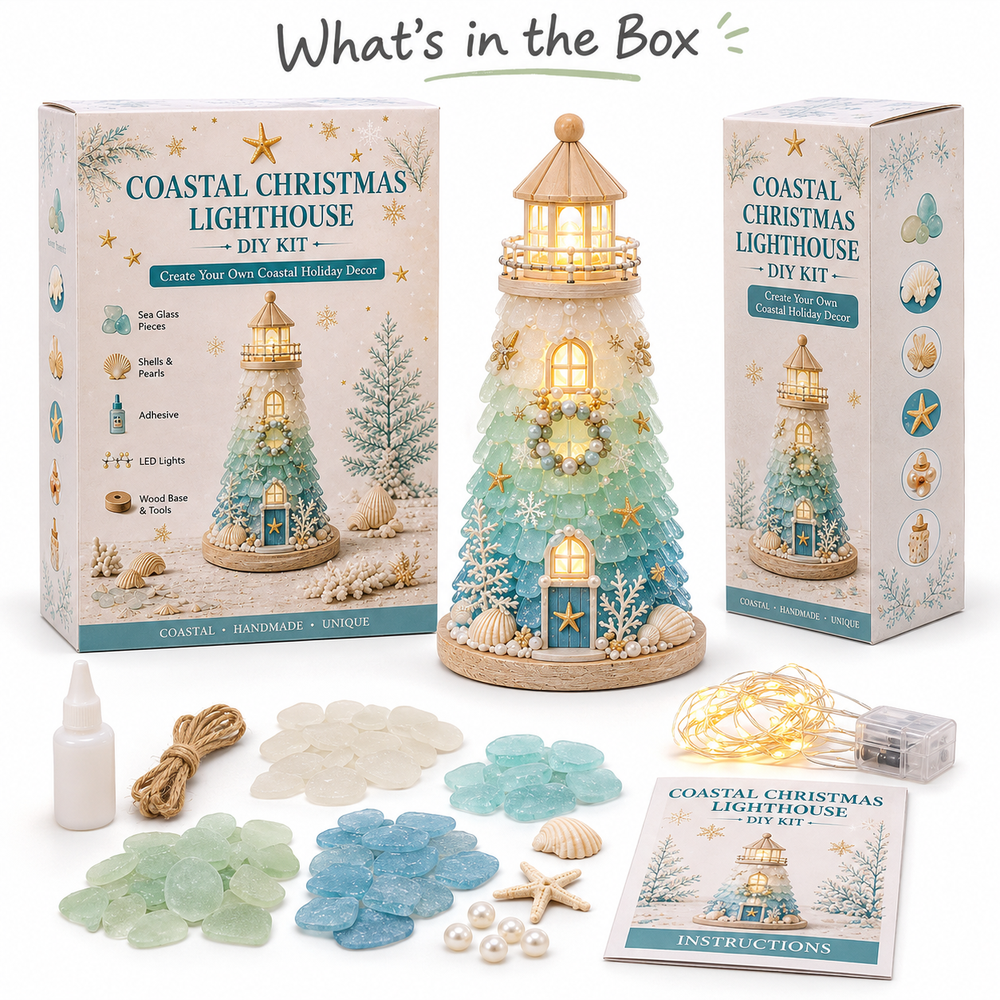 What's in the Box
COASTAL CHRISTMAS
LIGHTHOUSE
DIY KIT
Create Your Own Coastal Holiday Decor
Sea Glass
Pieces
Shells &
Pearls
Adhesive
LED Lights
Wood Base
& Tools
COASTAL • HANDMADE • UNIQUE
COASTAL
CHRISTMAS
LIGHTHOUSE
DIY KIT
Create Your Own
Coastal Holiday Decor
COASTAL • HANDMADE • UNIQUE
COASTAL CHRISTMAS
LIGHTHOUSE
DIY KIT
INSTRUCTIONS